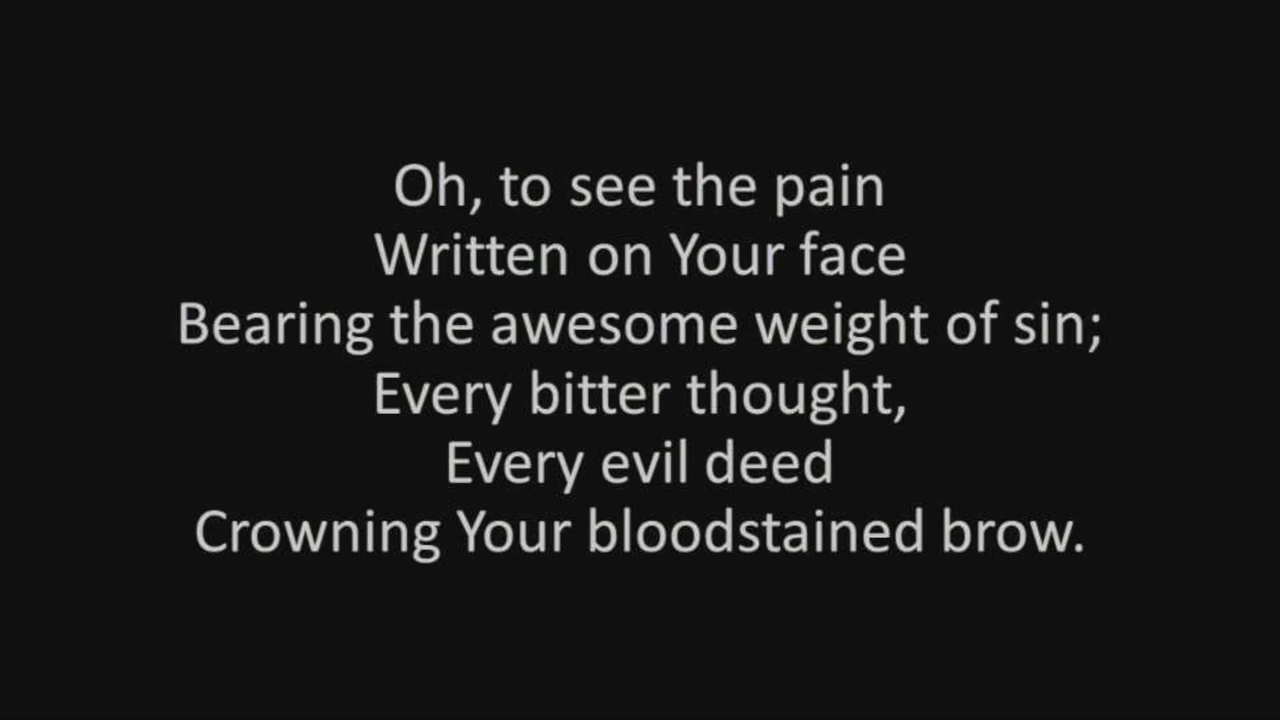 Oh, to see the pain
Written on Your face
Bearing the awesome weight of sin;
Every bitter thought,
Every evil deed
Crowning Your bloodstained brow.